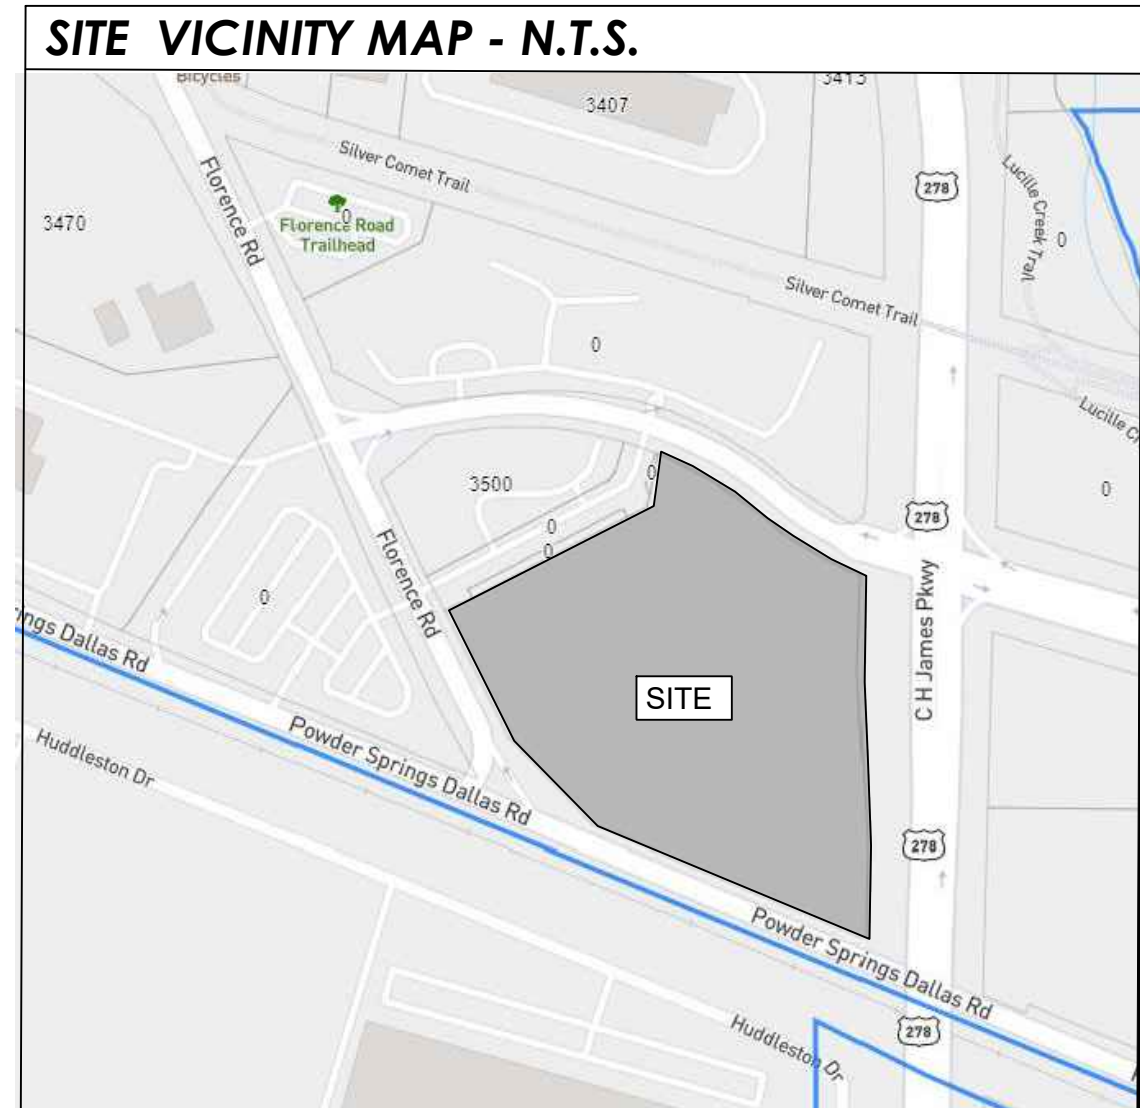 SITE VICINITY MAP - N.T.S.
Bicycles
3407
3413
Silver Comet Trail
278
Lucille Creek Trail
Florence Rd
3470
0
Florence Road
Trailhead
0
Silver Comet Trail
0
Lucille C
3500
0
0
278
0
0
0
Florence Rd
C H James Pkwy
rings Dallas Rd
SITE
Huddleston Dr
Powder Springs Dallas Rd
278
Powder Springs Dallas Rd
278
Huddleston Dr